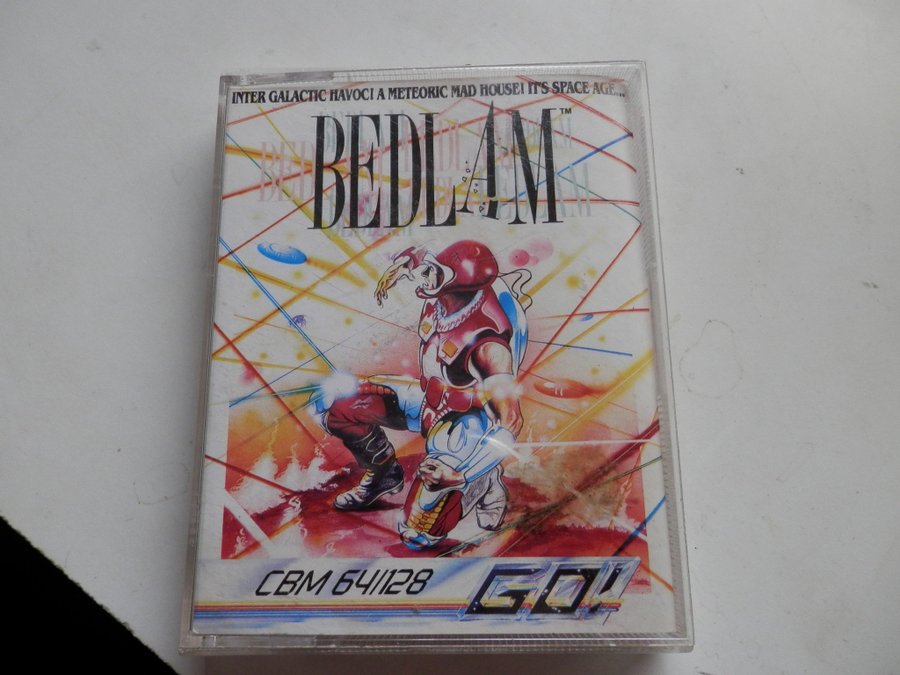 INTER GALACTIC HAVOC! A METEORIC MAD HOUSE! IT'S SPACE AGE...
BEDLAM™
CBM 64/128
GO!